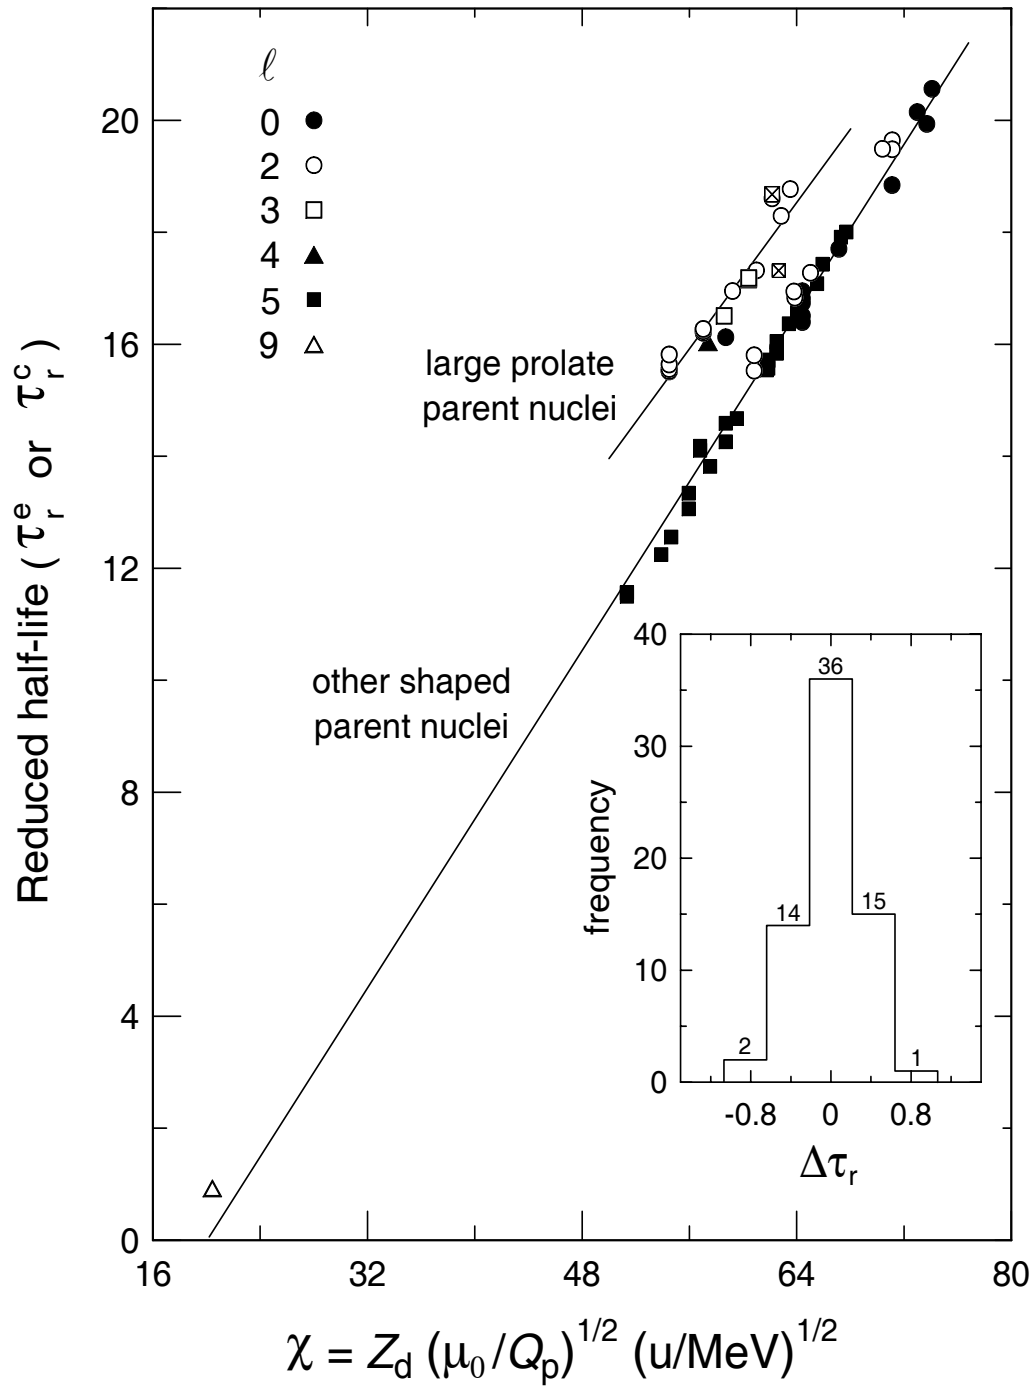 ℓ
0
2
3
4
5
9
20
16
12
8
4
0
Reduced half-life (τ_r^e or τ_r^c)
large prolate
parent nuclei
other shaped
parent nuclei
40
30
20
10
0
frequency
36
14
15
2
1
-0.8 0 0.8
Δτ_r
16 32 48 64 80
χ = Z_d (μ_0/Q_p)^1/2 (u/MeV)^1/2